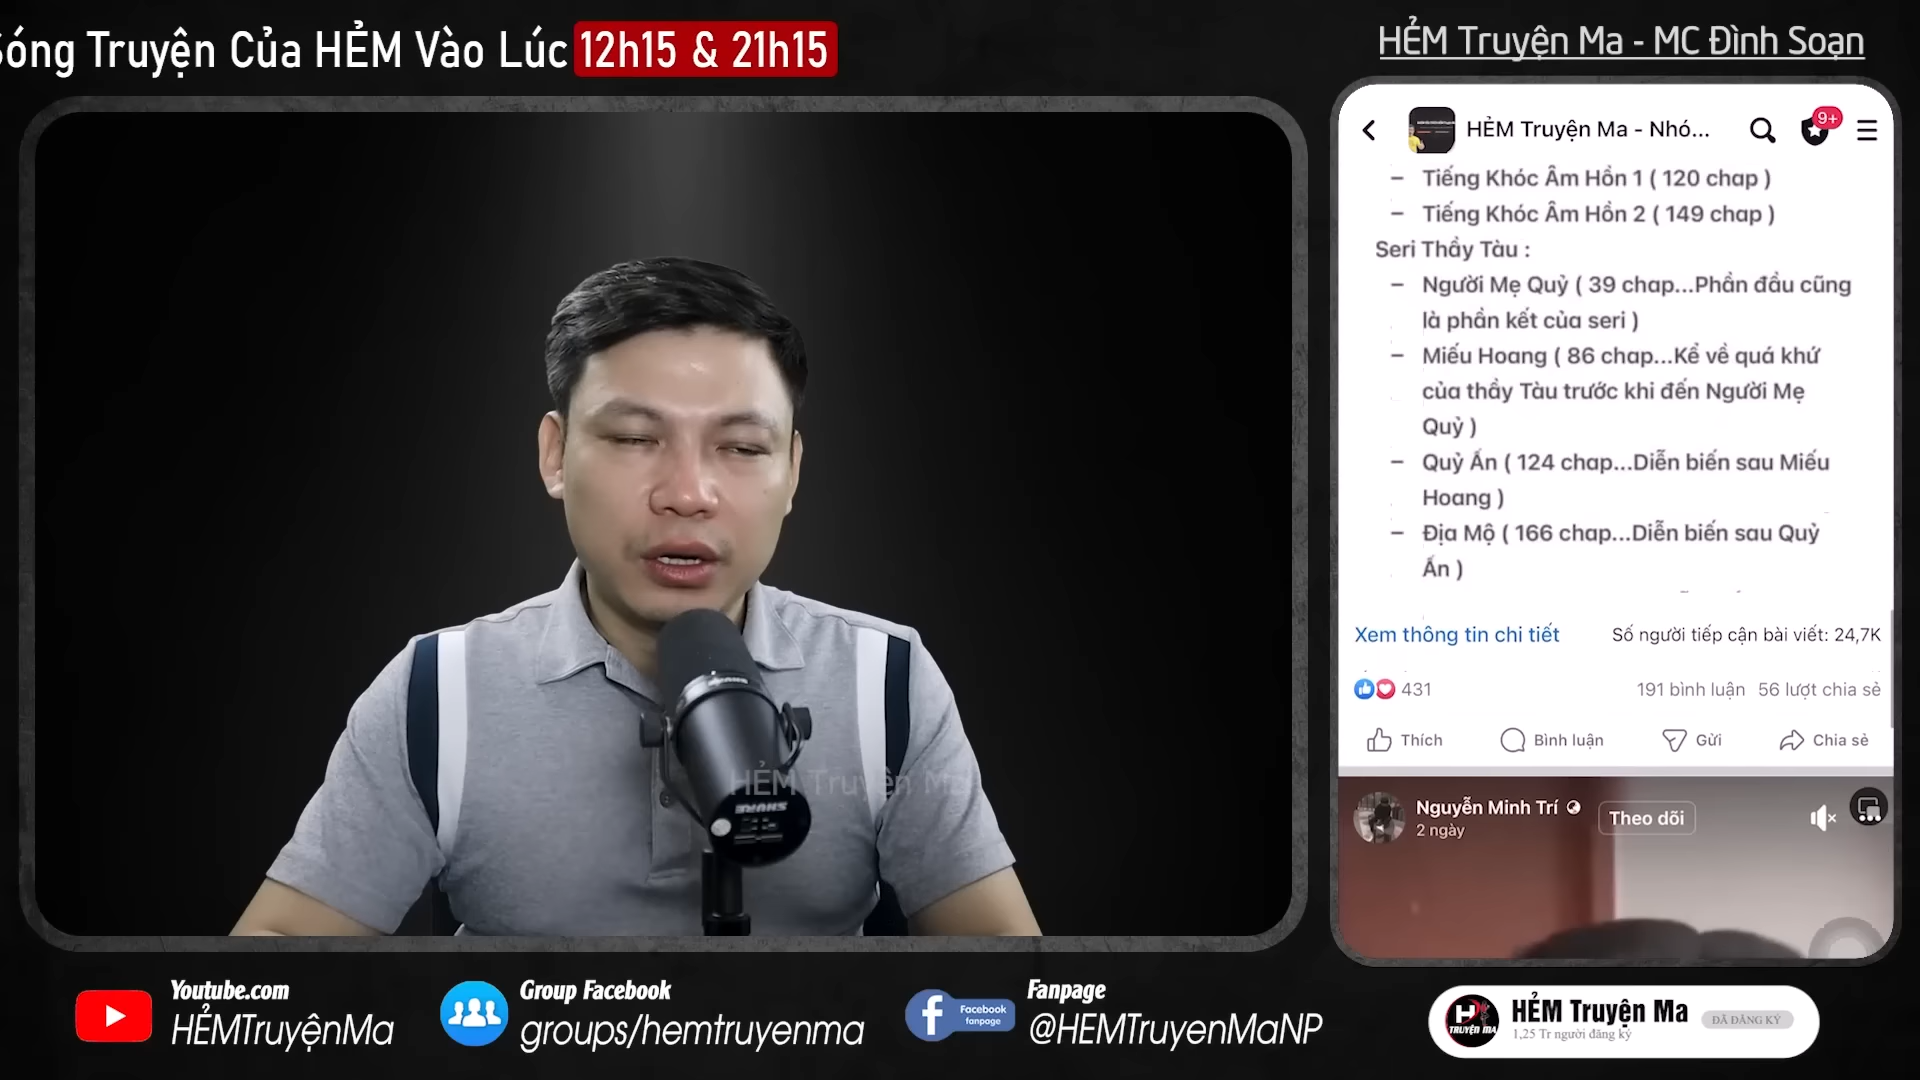 Sóng Truyện Của HẺM Vào Lúc 12h15 & 21h15
HẺM Truyện Ma - MC Đình Soạn
HẺM Truyện Ma - Nhó...
9+
– Tiếng Khóc Âm Hồn 1 ( 120 chap )
– Tiếng Khóc Âm Hồn 2 ( 149 chap )
Seri Thầy Tàu :
– Người Mẹ Quỷ ( 39 chap...Phần đầu cũng
là phần kết của seri )
– Miếu Hoang ( 86 chap...Kể về quá khứ
của thầy Tàu trước khi đến Người Mẹ
Quỷ )
– Quỷ Ấn ( 124 chap...Diễn biến sau Miếu
Hoang )
– Địa Mộ ( 166 chap...Diễn biến sau Quỷ
Ấn )
Xem thông tin chi tiết Số người tiếp cận bài viết: 24,7K
431 191 bình luận 56 lượt chia sẻ
Thích Bình luận Gửi Chia sẻ
Nguyễn Minh Trí Theo dõi
2 ngày
HẺM Truyện Ma
SHURE
Youtube.com
HẺMTruyệnMa
Group Facebook
groups/hemtruyenma
Facebook
fanpage
Fanpage
@HEMTruyenMaNP
H
TRUYỆN MA
HẺM Truyện Ma
1,25 Tr người đăng ký
ĐÃ ĐĂNG KÝ